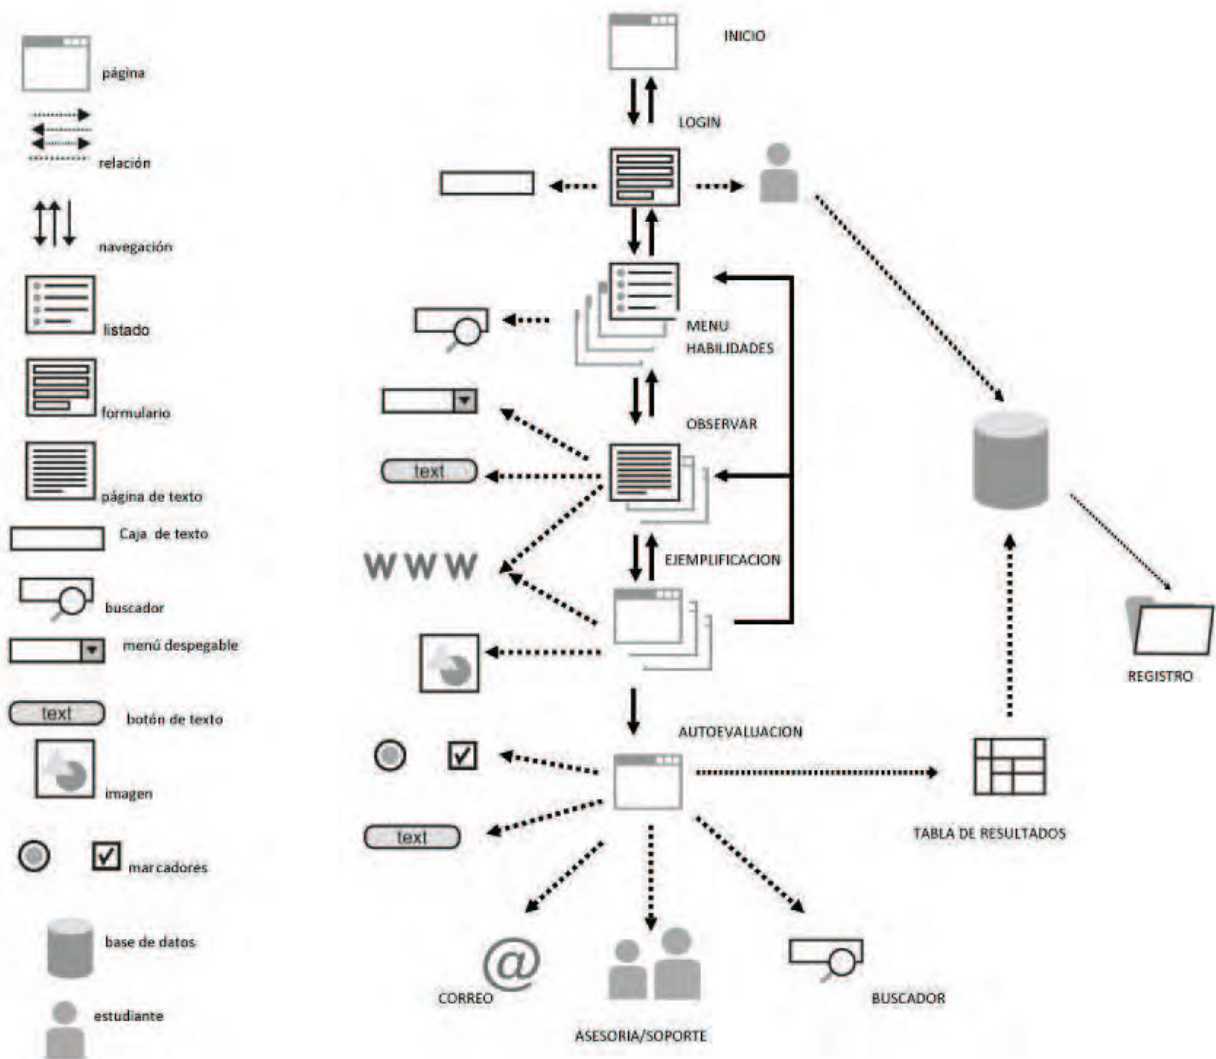 página
relación
navegación
listado
formulario
página de texto
Caja de texto
buscador
menú despegable
text
botón de texto
imagen
marcadores
base de datos
estudiante
INICIO
LOGIN
MENU
HABILIDADES
OBSERVAR
text
WWW
EJEMPLIFICACION
REGISTRO
AUTOEVALUACION
text
TABLA DE RESULTADOS
@
CORREO
ASESORIA/SOPORTE
BUSCADOR